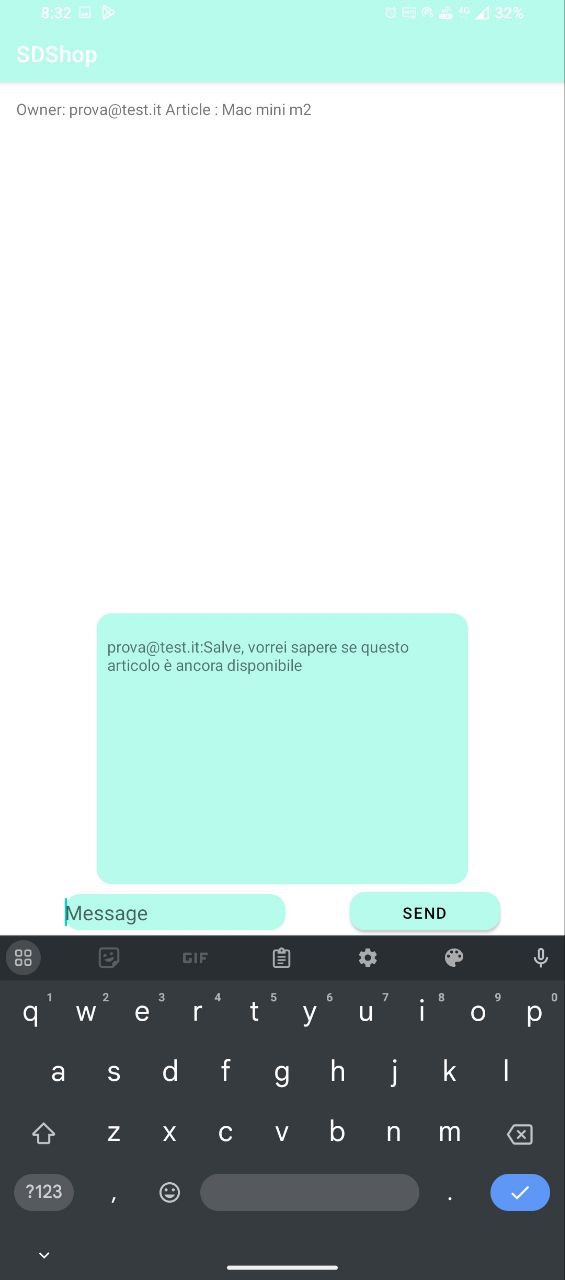 8:32 4G 32%
SDShop
Owner: prova@test.it Article : Mac mini m2
prova@test.it:Salve, vorrei sapere se questo
articolo è ancora disponibile
Message SEND
GIF
q 1 w 2 e 3 r 4 t 5 y 6 u 7 i 8 o 9 p 0
a s d f g h j k l
z x c v b n m
?123 , .